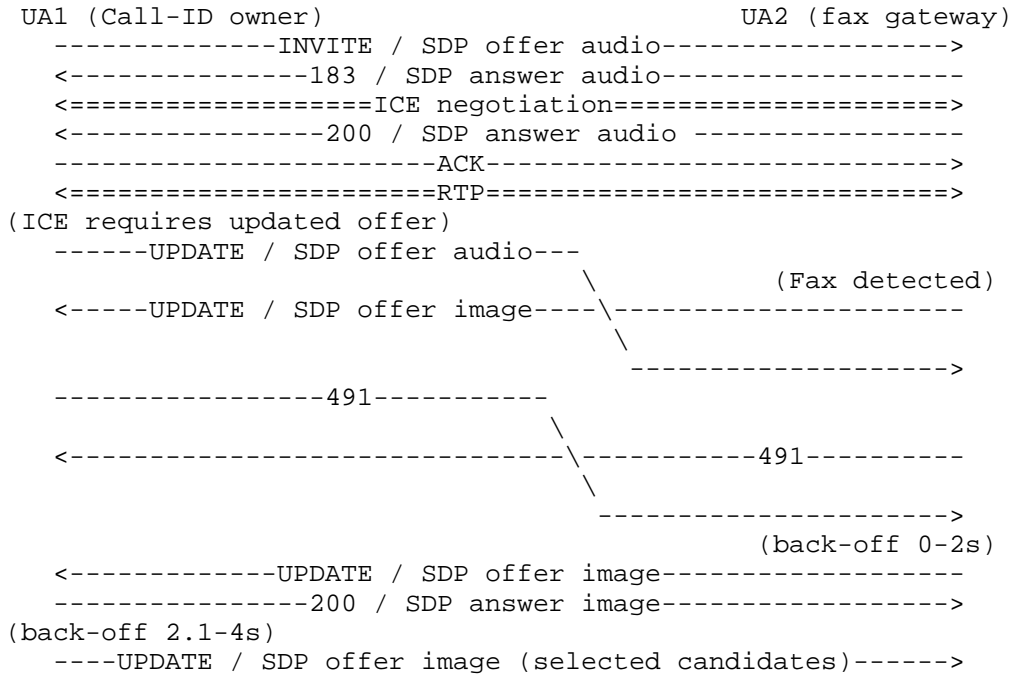 UA1 (Call-ID owner)                          UA2 (fax gateway)
   --------------INVITE / SDP offer audio------------------>
   <---------------183 / SDP answer audio-------------------
   <===================ICE negotiation=====================>
   <----------------200 / SDP answer audio -----------------
   ------------------------ACK----------------------------->
   <=======================RTP=============================>
(ICE requires updated offer)
   ------UPDATE / SDP offer audio---
                                    \           (Fax detected)
   <-----UPDATE / SDP offer image----\----------------------
                                      \
                                       -------------------->
   -----------------491-----------
                                  \
   <-------------------------------\-----------491----------
                                    \
                                     ---------------------->
                                               (back-off 0-2s)
   <-------------UPDATE / SDP offer image-------------------
   ----------------200 / SDP answer image------------------>
(back-off 2.1-4s)
   ----UPDATE / SDP offer image (selected candidates)------>